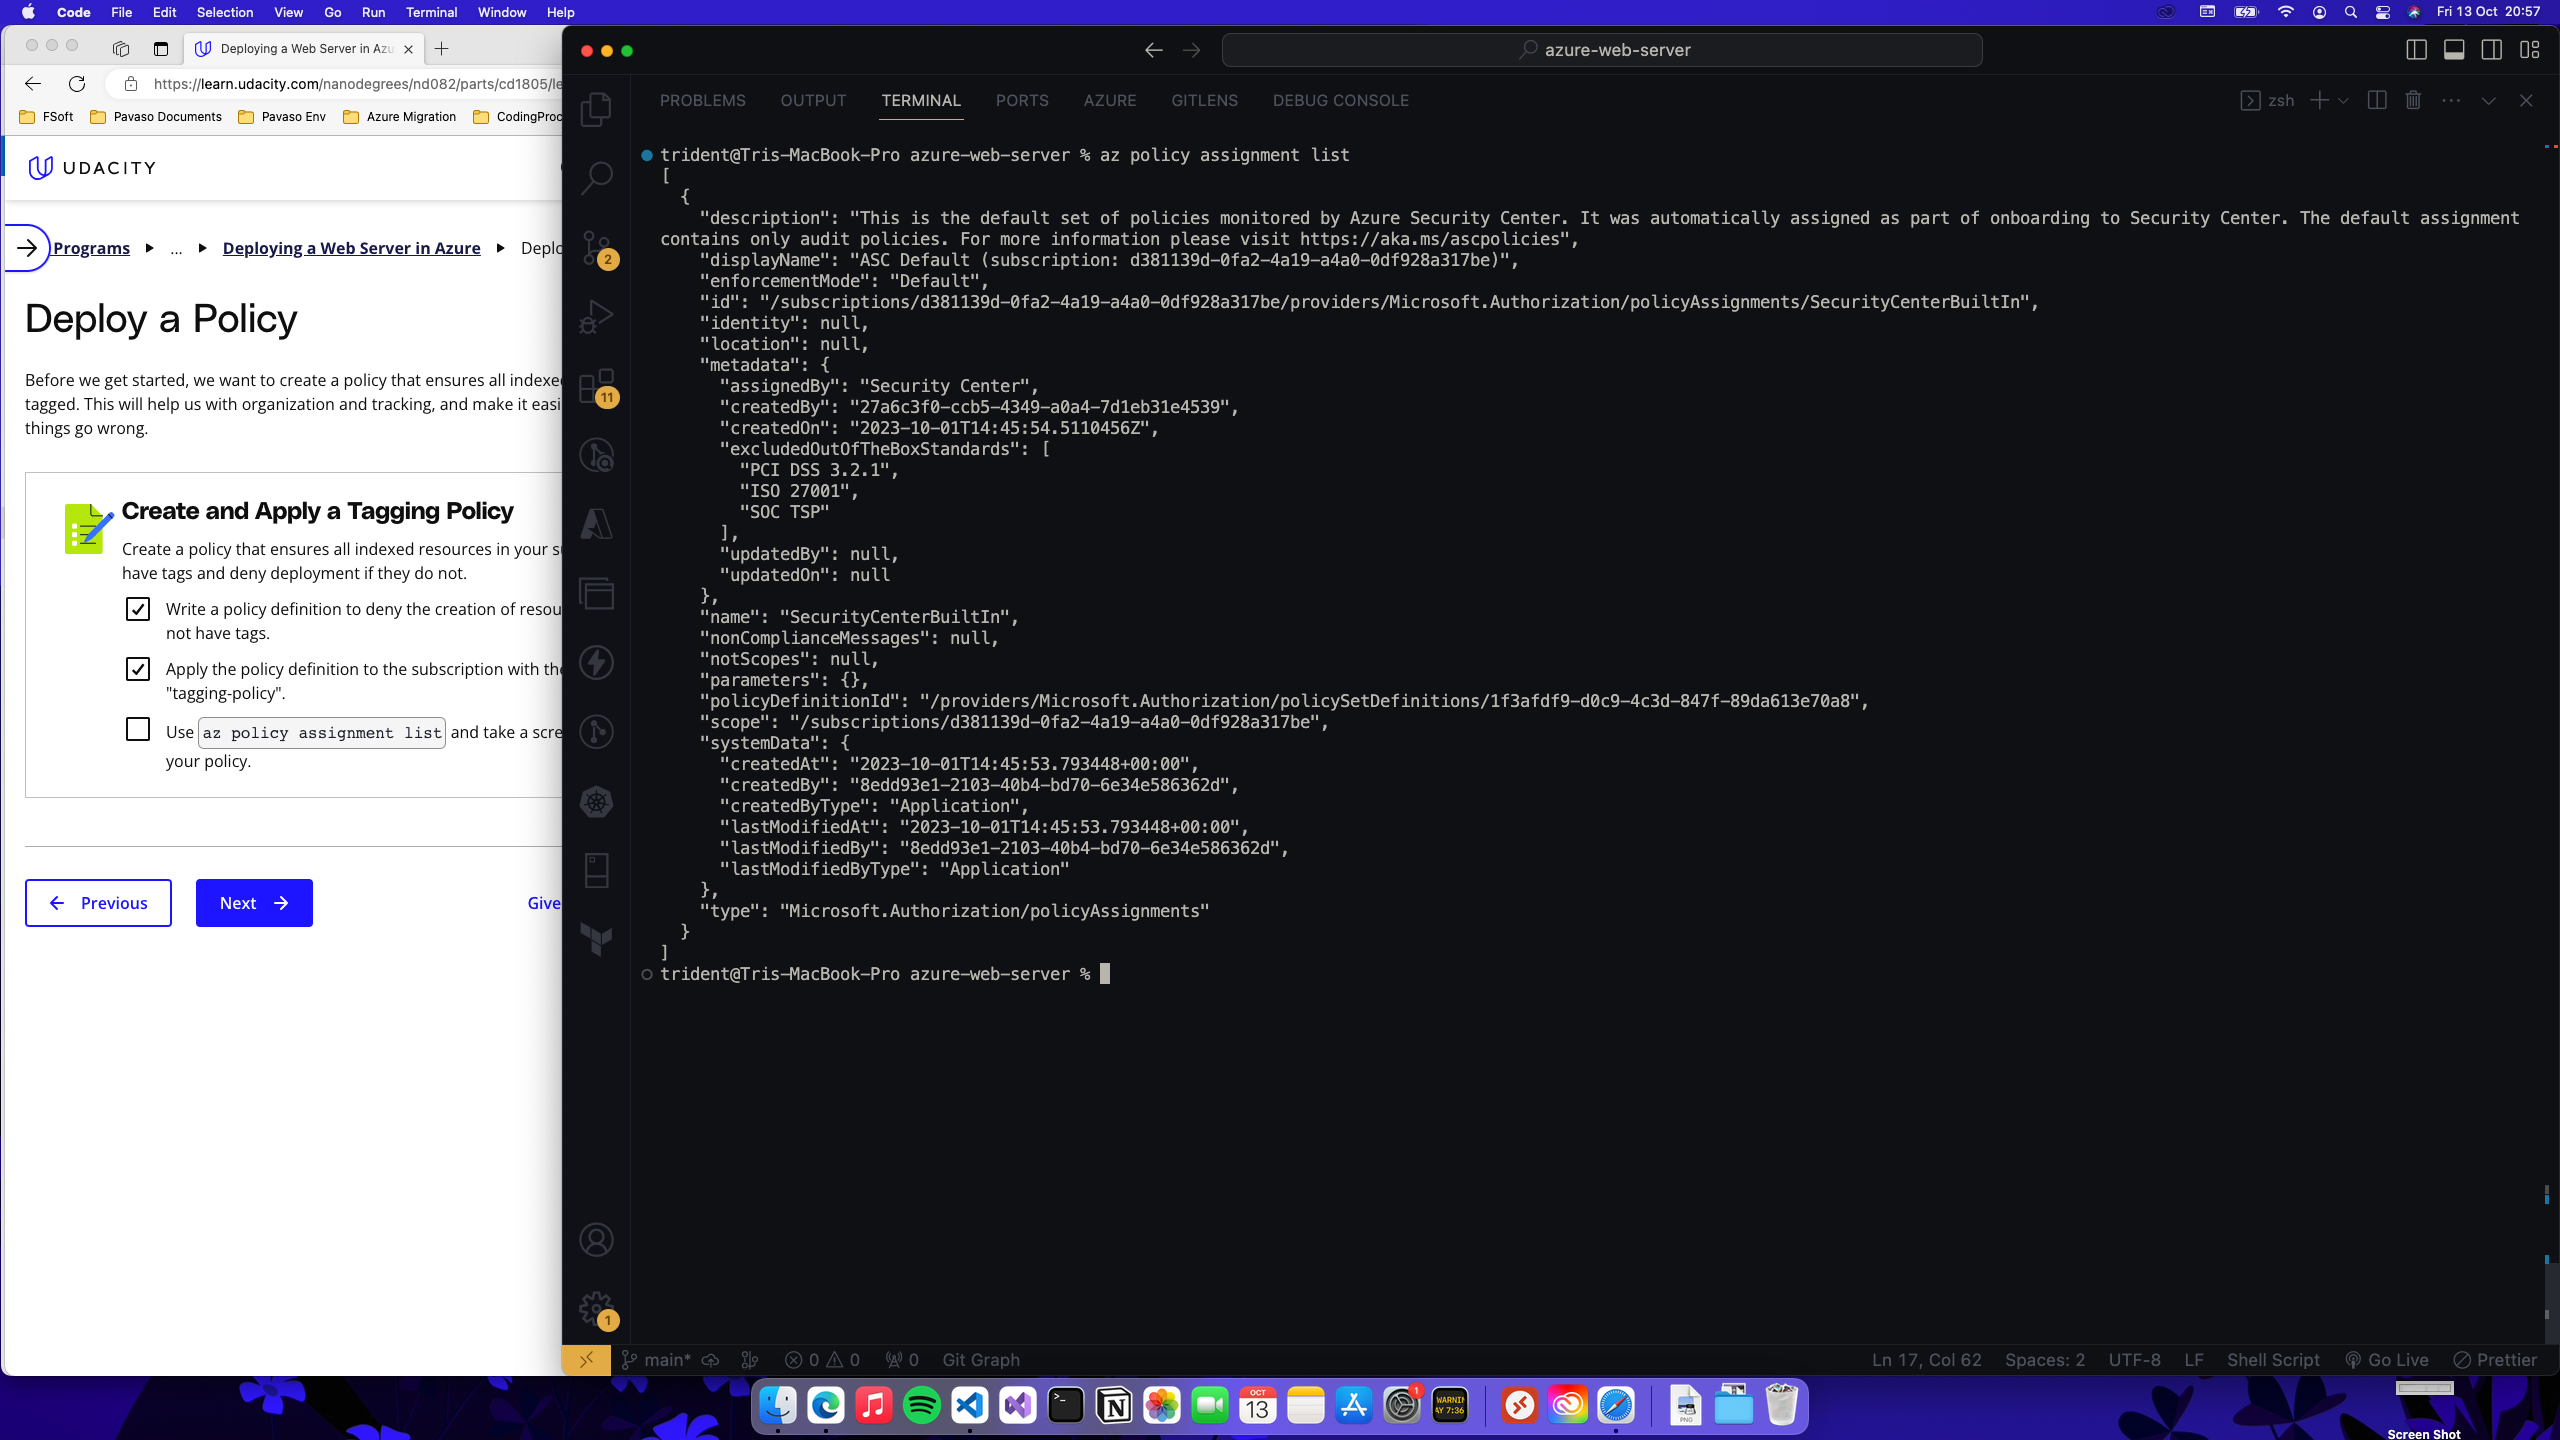 Code File Edit Selection View Go Run Terminal Window Help
Fri 13 Oct 20:57
Deploying a Web Server in Azu
https://learn.udacity.com/nanodegrees/nd082/parts/cd1805/le
FSoft Pavaso Documents Pavaso Env Azure Migration CodingProc
UDACITY
Programs ... Deploying a Web Server in Azure Deplo
Deploy a Policy
Before we get started, we want to create a policy that ensures all indexe
tagged. This will help us with organization and tracking, and make it easi
things go wrong.
Create and Apply a Tagging Policy
Create a policy that ensures all indexed resources in your su
have tags and deny deployment if they do not.
Write a policy definition to deny the creation of resou
not have tags.
Apply the policy definition to the subscription with the
"tagging-policy".
Use az policy assignment list and take a scre
your policy.
Previous
Next
Give
azure-web-server
PROBLEMS OUTPUT TERMINAL PORTS AZURE GITLENS DEBUG CONSOLE
zsh
2
11
1
trident@Tris-MacBook-Pro azure-web-server % az policy assignment list
[
{
"description": "This is the default set of policies monitored by Azure Security Center. It was automatically assigned as part of onboarding to Security Center. The default assignment
contains only audit policies. For more information please visit https://aka.ms/ascpolicies",
"displayName": "ASC Default (subscription: d381139d-0fa2-4a19-a4a0-0df928a317be)",
"enforcementMode": "Default",
"id": "/subscriptions/d381139d-0fa2-4a19-a4a0-0df928a317be/providers/Microsoft.Authorization/policyAssignments/SecurityCenterBuiltIn",
"identity": null,
"location": null,
"metadata": {
"assignedBy": "Security Center",
"createdBy": "27a6c3f0-ccb5-4349-a0a4-7d1eb31e4539",
"createdOn": "2023-10-01T14:45:54.5110456Z",
"excludedOutOfTheBoxStandards": [
"PCI DSS 3.2.1",
"ISO 27001",
"SOC TSP"
],
"updatedBy": null,
"updatedOn": null
},
"name": "SecurityCenterBuiltIn",
"nonComplianceMessages": null,
"notScopes": null,
"parameters": {},
"policyDefinitionId": "/providers/Microsoft.Authorization/policySetDefinitions/1f3afdf9-d0c9-4c3d-847f-89da613e70a8",
"scope": "/subscriptions/d381139d-0fa2-4a19-a4a0-0df928a317be",
"systemData": {
"createdAt": "2023-10-01T14:45:53.793448+00:00",
"createdBy": "8edd93e1-2103-40b4-bd70-6e34e586362d",
"createdByType": "Application",
"lastModifiedAt": "2023-10-01T14:45:53.793448+00:00",
"lastModifiedBy": "8edd93e1-2103-40b4-bd70-6e34e586362d",
"lastModifiedByType": "Application"
},
"type": "Microsoft.Authorization/policyAssignments"
}
]
trident@Tris-MacBook-Pro azure-web-server %
main* 0 0 0 Git Graph
Ln 17, Col 62 Spaces: 2 UTF-8 LF Shell Script Go Live Prettier
OCT
13
1
WARNIN
AY 7:36
PNG
Screen Shot